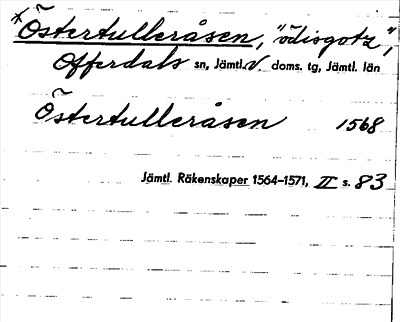 *Östertulleråsen, "ödisgotz",
Offerdals sn, Jämtl. V. doms. tg, Jämtl. län
Östertulleråsen 1568
Jämtl. Räkenskaper 1564–1571, II s. 83